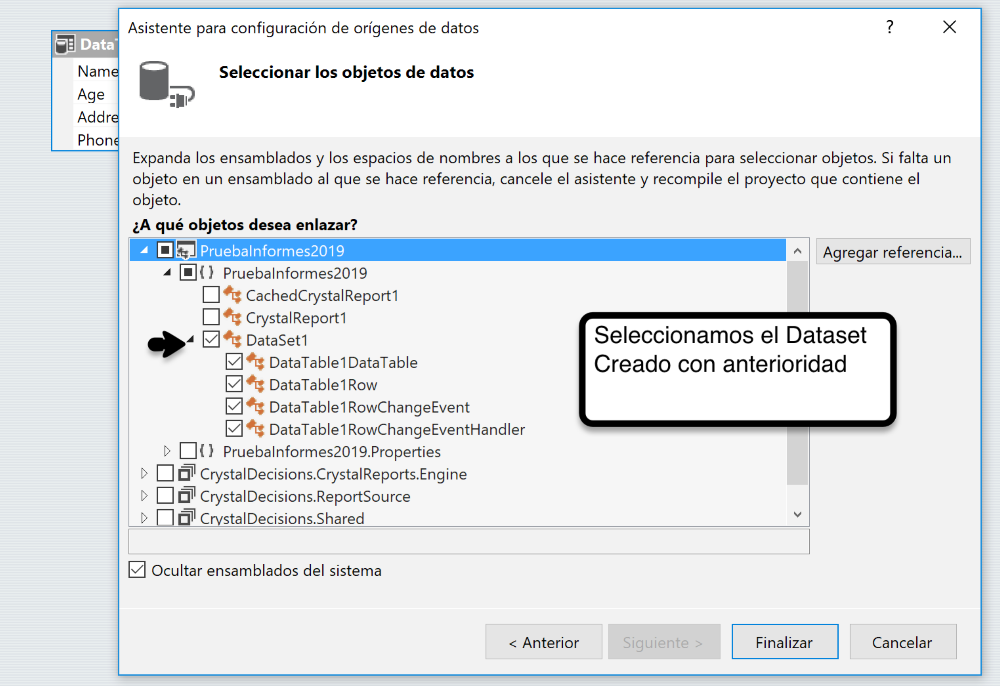 Asistente para configuración de orígenes de datos
?
Data
Name
Age
Addre
Phone
Seleccionar los objetos de datos
Expanda los ensamblados y los espacios de nombres a los que se hace referencia para seleccionar objetos. Si falta un
objeto en un ensamblado al que se hace referencia, cancele el asistente y recompile el proyecto que contiene el
objeto.
¿A qué objetos desea enlazar?
PruebaInformes2019
Agregar referencia...
{ } PruebaInformes2019
CachedCrystalReport1
CrystalReport1
DataSet1
DataTable1DataTable
DataTable1Row
DataTable1RowChangeEvent
DataTable1RowChangeEventHandler
{ } PruebaInformes2019.Properties
CrystalDecisions.CrystalReports.Engine
CrystalDecisions.ReportSource
CrystalDecisions.Shared
Seleccionamos el Dataset
Creado con anterioridad
Ocultar ensamblados del sistema
< Anterior
Siguiente >
Finalizar
Cancelar